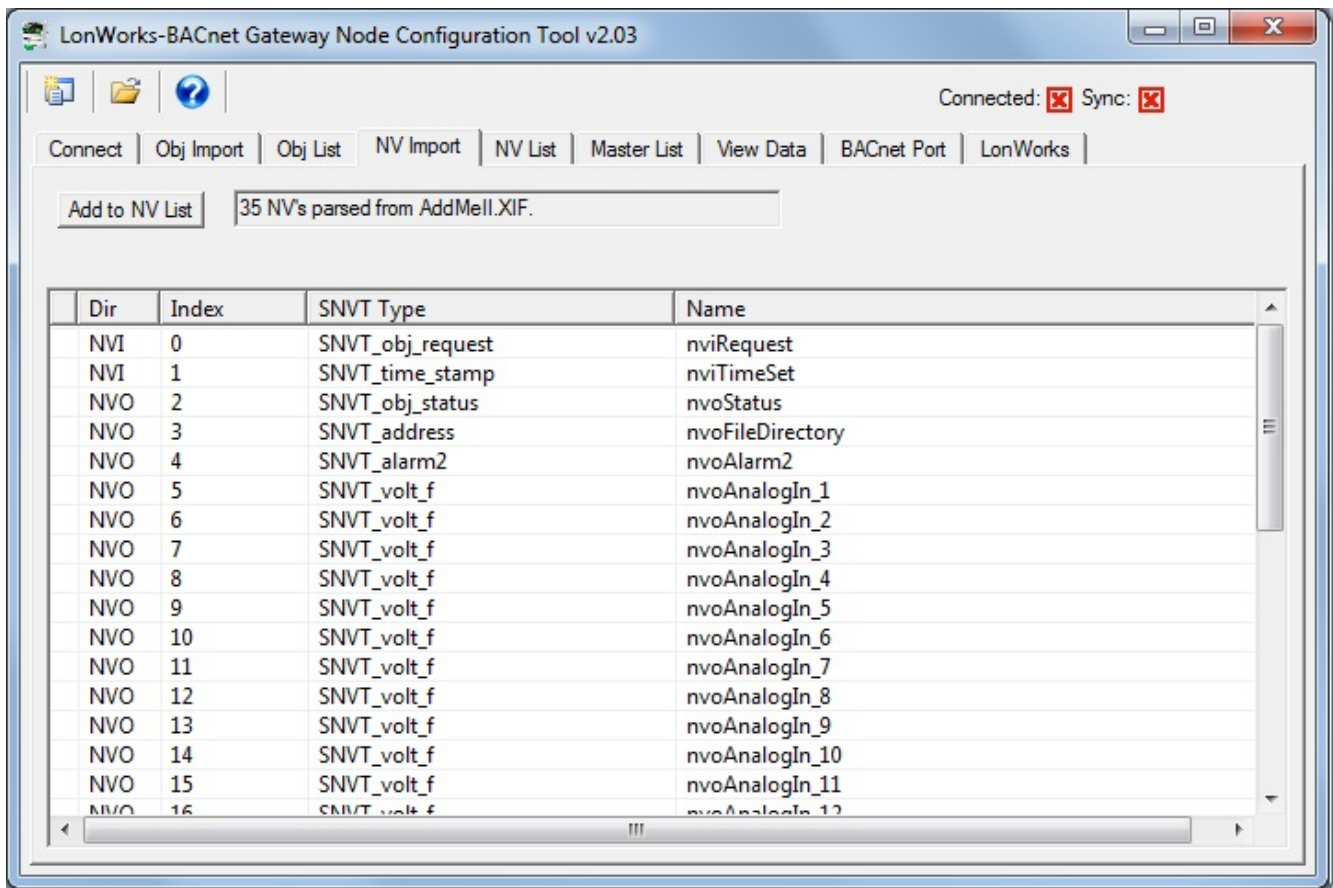 LonWorks-BACnet Gateway Node Configuration Tool v2.03
Connected: Sync:
Connect Obj Import Obj List NV Import NV List Master List View Data BACnet Port LonWorks
Add to NV List 35 NV's parsed from AddMeII.XIF.
Dir Index SNVT Type Name
NVI 0 SNVT_obj_request nviRequest
NVI 1 SNVT_time_stamp nviTimeSet
NVO 2 SNVT_obj_status nvoStatus
NVO 3 SNVT_address nvoFileDirectory
NVO 4 SNVT_alarm2 nvoAlarm2
NVO 5 SNVT_volt_f nvoAnalogIn_1
NVO 6 SNVT_volt_f nvoAnalogIn_2
NVO 7 SNVT_volt_f nvoAnalogIn_3
NVO 8 SNVT_volt_f nvoAnalogIn_4
NVO 9 SNVT_volt_f nvoAnalogIn_5
NVO 10 SNVT_volt_f nvoAnalogIn_6
NVO 11 SNVT_volt_f nvoAnalogIn_7
NVO 12 SNVT_volt_f nvoAnalogIn_8
NVO 13 SNVT_volt_f nvoAnalogIn_9
NVO 14 SNVT_volt_f nvoAnalogIn_10
NVO 15 SNVT_volt_f nvoAnalogIn_11
NVO 16 SNVT_volt_f nvoAnalogIn_12